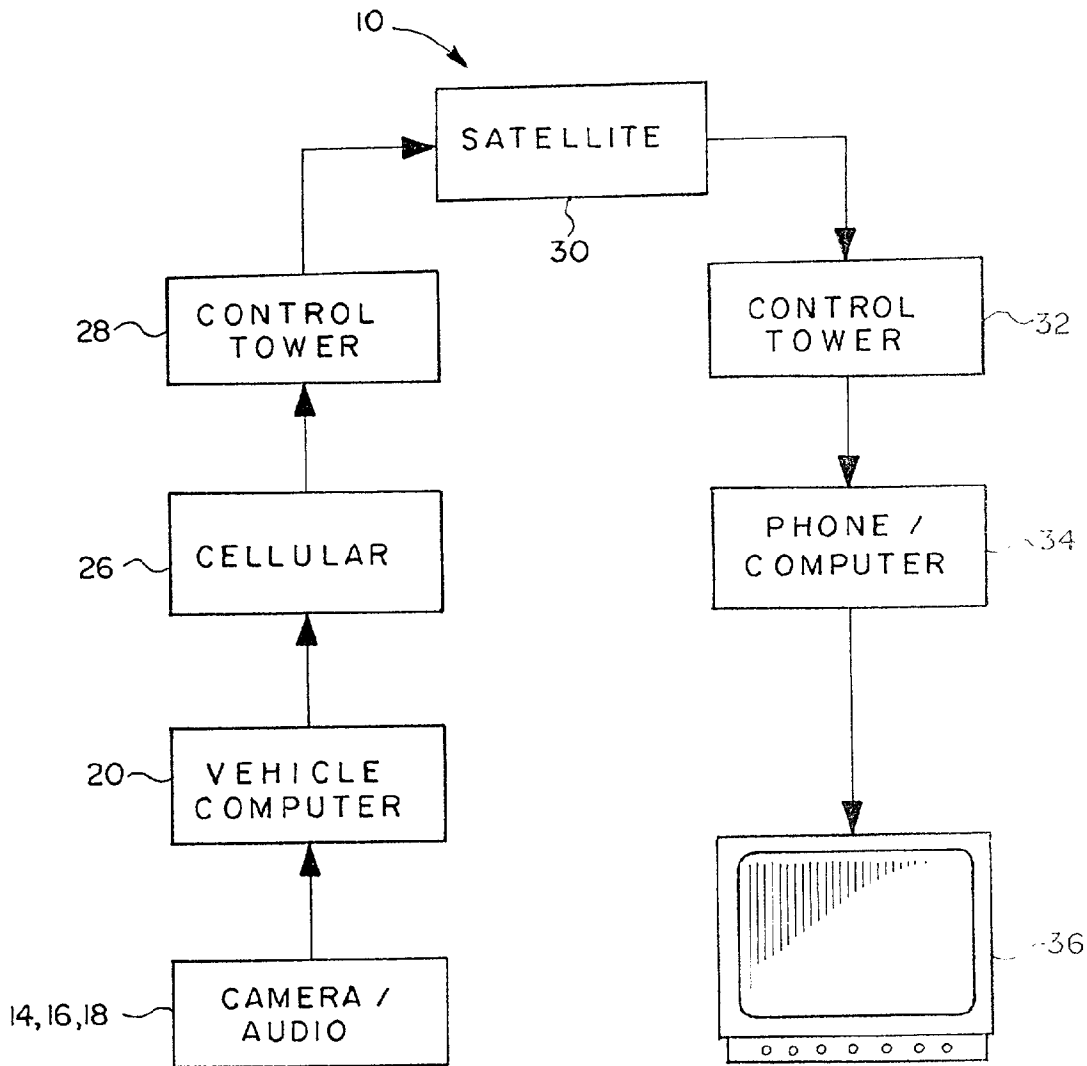 10
SATELLITE
30
CONTROL
TOWER
28
CONTROL
TOWER
32
CELLULAR
26
PHONE /
COMPUTER
34
VEHICLE
COMPUTER
20
CAMERA /
AUDIO
14,16,18
36